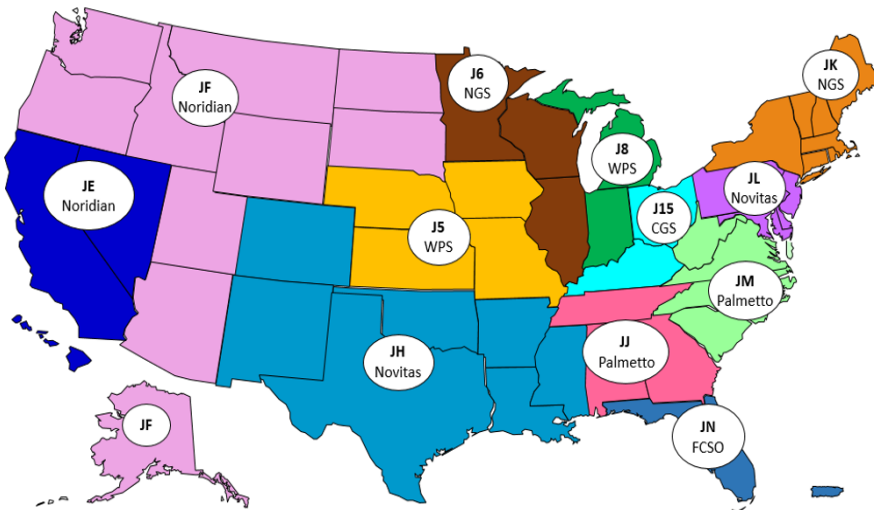 JF
Noridian
J6
NGS
JK
NGS
JE
Noridian
J8
WPS
JL
Novitas
J15
CGS
J5
WPS
JM
Palmetto
JH
Novitas
JJ
Palmetto
JF
JN
FCSO